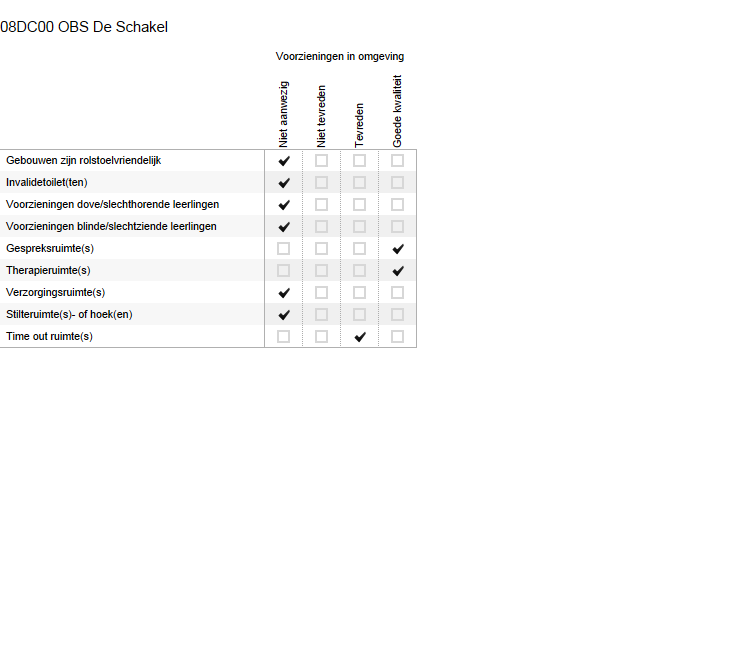 08DC00 OBS De Schakel
Voorzieningen in omgeving
Niet aanwezig
Niet tevreden
Tevreden
Goede kwaliteit
Gebouwen zijn rolstoelvriendelijk
Invalidetoilet(ten)
Voorzieningen dove/slechthorende leerlingen
Voorzieningen blinde/slechtziende leerlingen
Gespreksruimte(s)
Therapieruimte(s)
Verzorgingsruimte(s)
Stilteruimte(s)- of hoek(en)
Time out ruimte(s)